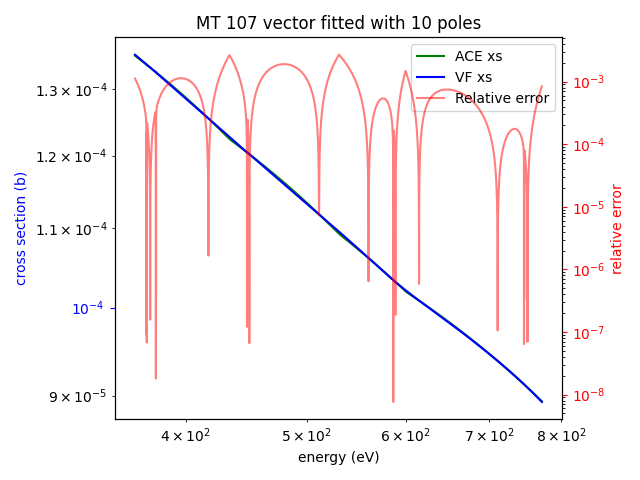 MT 107 vector fitted with 10 poles
ACE xs
VF xs
Relative error
cross section (b)
1.3 × 10⁻⁴
1.2 × 10⁻⁴
1.1 × 10⁻⁴
10⁻⁴
9 × 10⁻⁵
10⁻³
10⁻⁴
10⁻⁵
10⁻⁶
10⁻⁷
10⁻⁸
relative error
4 × 10²
5 × 10²
6 × 10²
7 × 10²
8 × 10²
energy (eV)